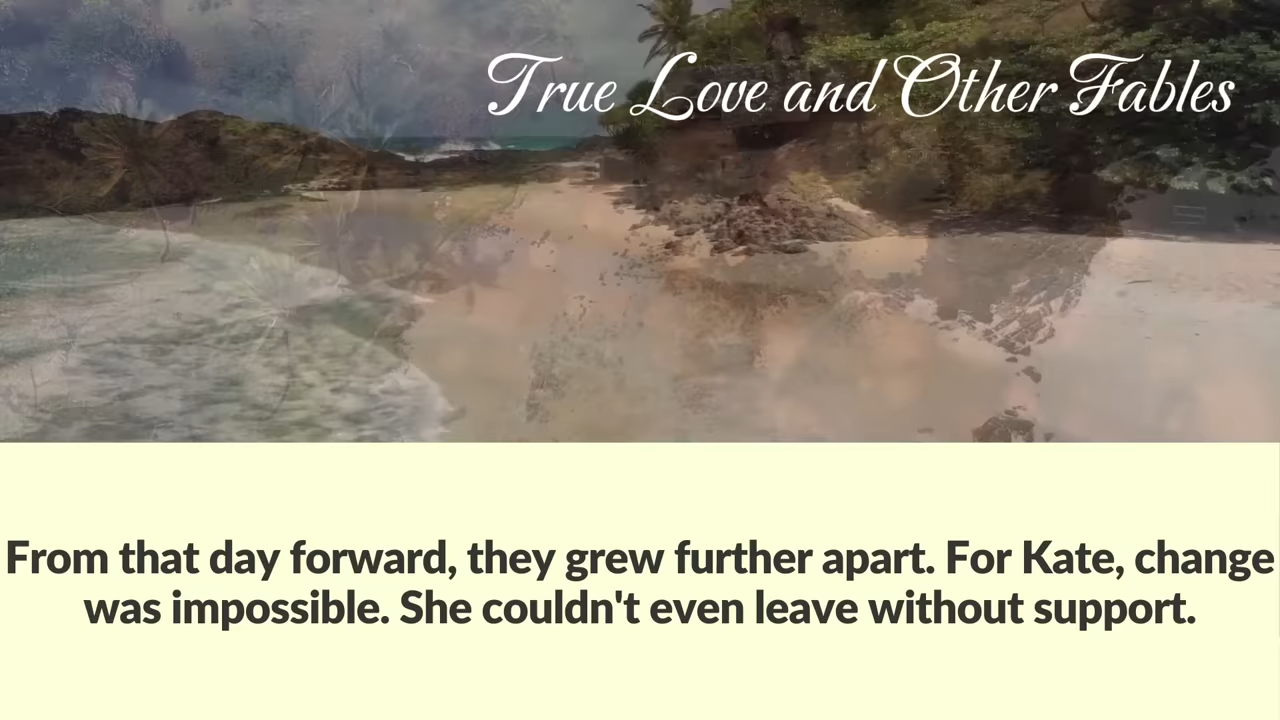 True Love and Other Fables
From that day forward, they grew further apart. For Kate, change
was impossible. She couldn't even leave without support.